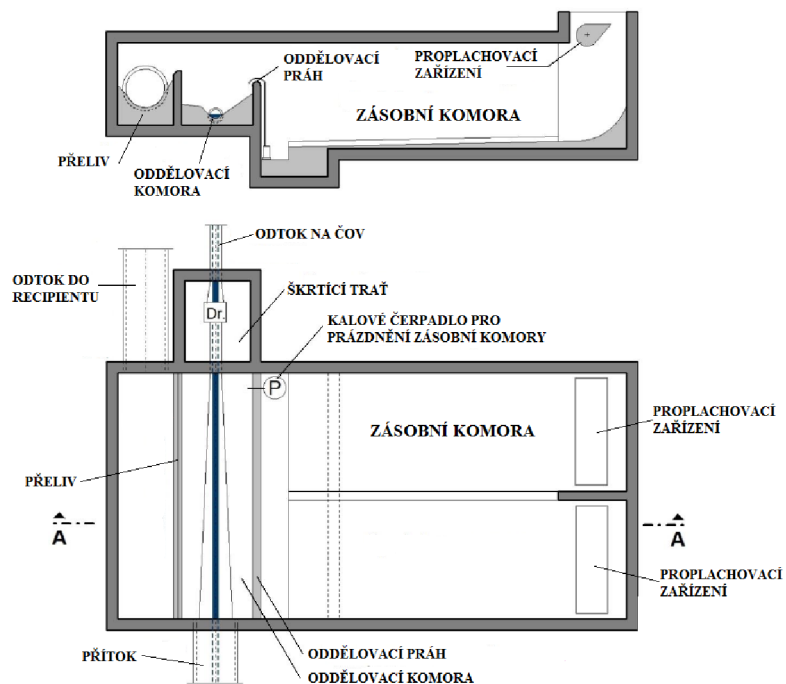 ODDĚLOVACÍ
PRÁH
PROPLACHOVACÍ
ZAŘÍZENÍ
ZÁSOBNÍ KOMORA
PŘELIV
ODDĚLOVACÍ
KOMORA
ODTOK NA ČOV
ODTOK DO
RECIPIENTU
ŠKRTÍCÍ TRAŤ
Dr.
KALOVÉ ČERPADLO PRO
PRÁZDNĚNÍ ZÁSOBNÍ KOMORY
P
ZÁSOBNÍ KOMORA
PROPLACHOVACÍ
ZAŘÍZENÍ
PŘELIV
A
A
PROPLACHOVACÍ
ZAŘÍZENÍ
PŘÍTOK
ODDĚLOVACÍ PRÁH
ODDĚLOVACÍ KOMORA